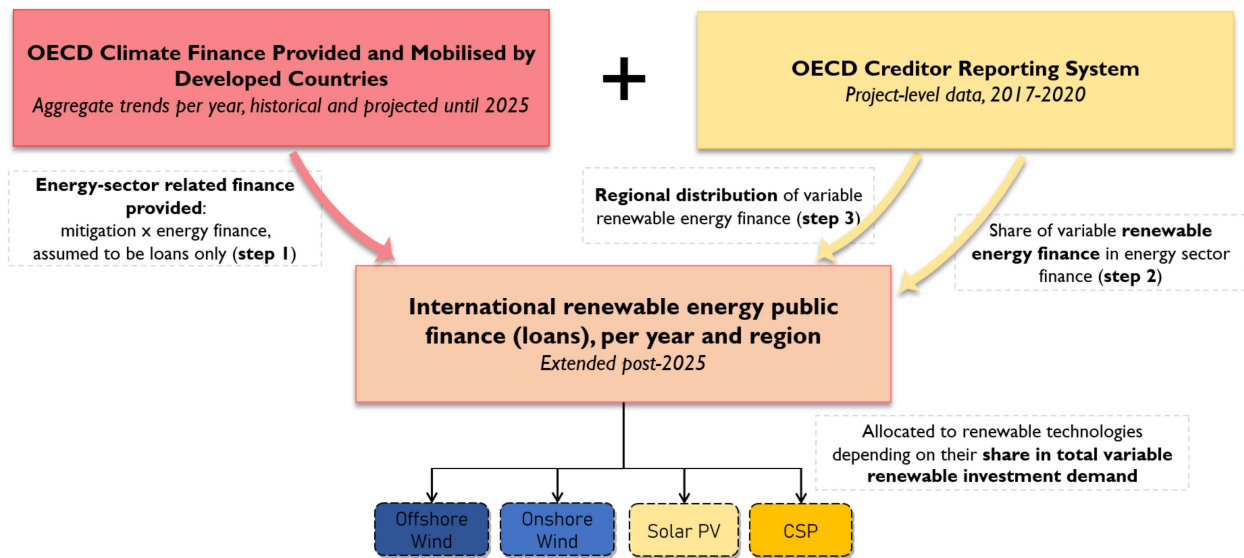 OECD Climate Finance Provided and Mobilised by
Developed Countries
Aggregate trends per year, historical and projected until 2025
+
OECD Creditor Reporting System
Project-level data, 2017-2020
Energy-sector related finance
provided:
mitigation x energy finance,
assumed to be loans only (step 1)
Regional distribution of variable
renewable energy finance (step 3)
Share of variable renewable
energy finance in energy sector
finance (step 2)
International renewable energy public
finance (loans), per year and region
Extended post-2025
Allocated to renewable technologies
depending on their share in total variable
renewable investment demand
Offshore
Wind
Onshore
Wind
Solar PV
CSP